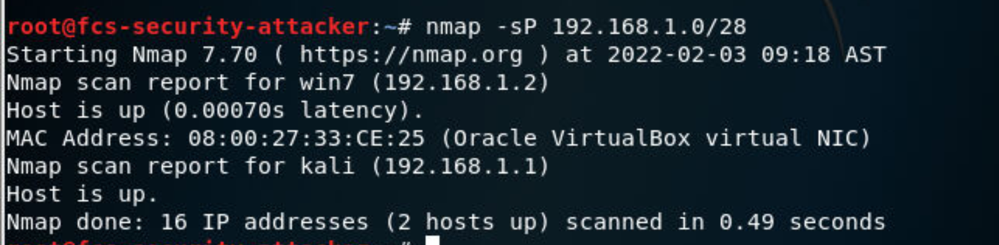 root@fcs-security-attacker:~# nmap -sP 192.168.1.0/28
Starting Nmap 7.70 ( https://nmap.org ) at 2022-02-03 09:18 AST
Nmap scan report for win7 (192.168.1.2)
Host is up (0.00070s latency).
MAC Address: 08:00:27:33:CE:25 (Oracle VirtualBox virtual NIC)
Nmap scan report for kali (192.168.1.1)
Host is up.
Nmap done: 16 IP addresses (2 hosts up) scanned in 0.49 seconds
root@fcs-security-attacker:~#